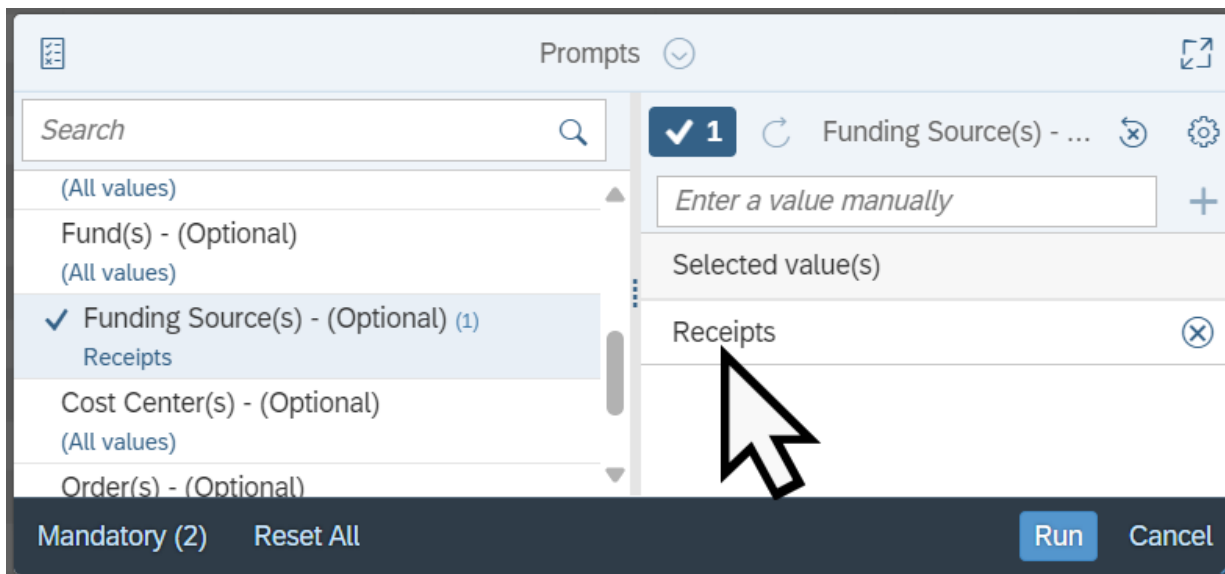 Prompts
Search
(All values)
Fund(s) - (Optional)
(All values)
Funding Source(s) - (Optional) (1)
Receipts
Cost Center(s) - (Optional)
(All values)
Order(s) - (Optional)
1 Funding Source(s) - ...
Enter a value manually
Selected value(s)
Receipts
Mandatory (2) Reset All Run Cancel